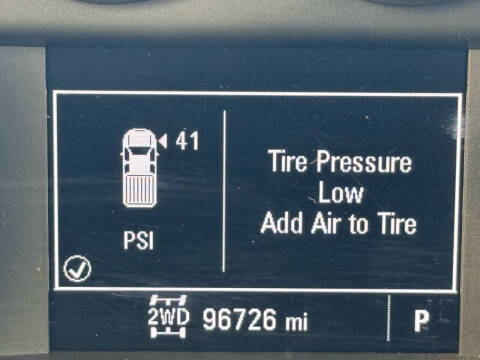 41
PSI
Tire Pressure
Low
Add Air to Tire
2WD 96726 mi P